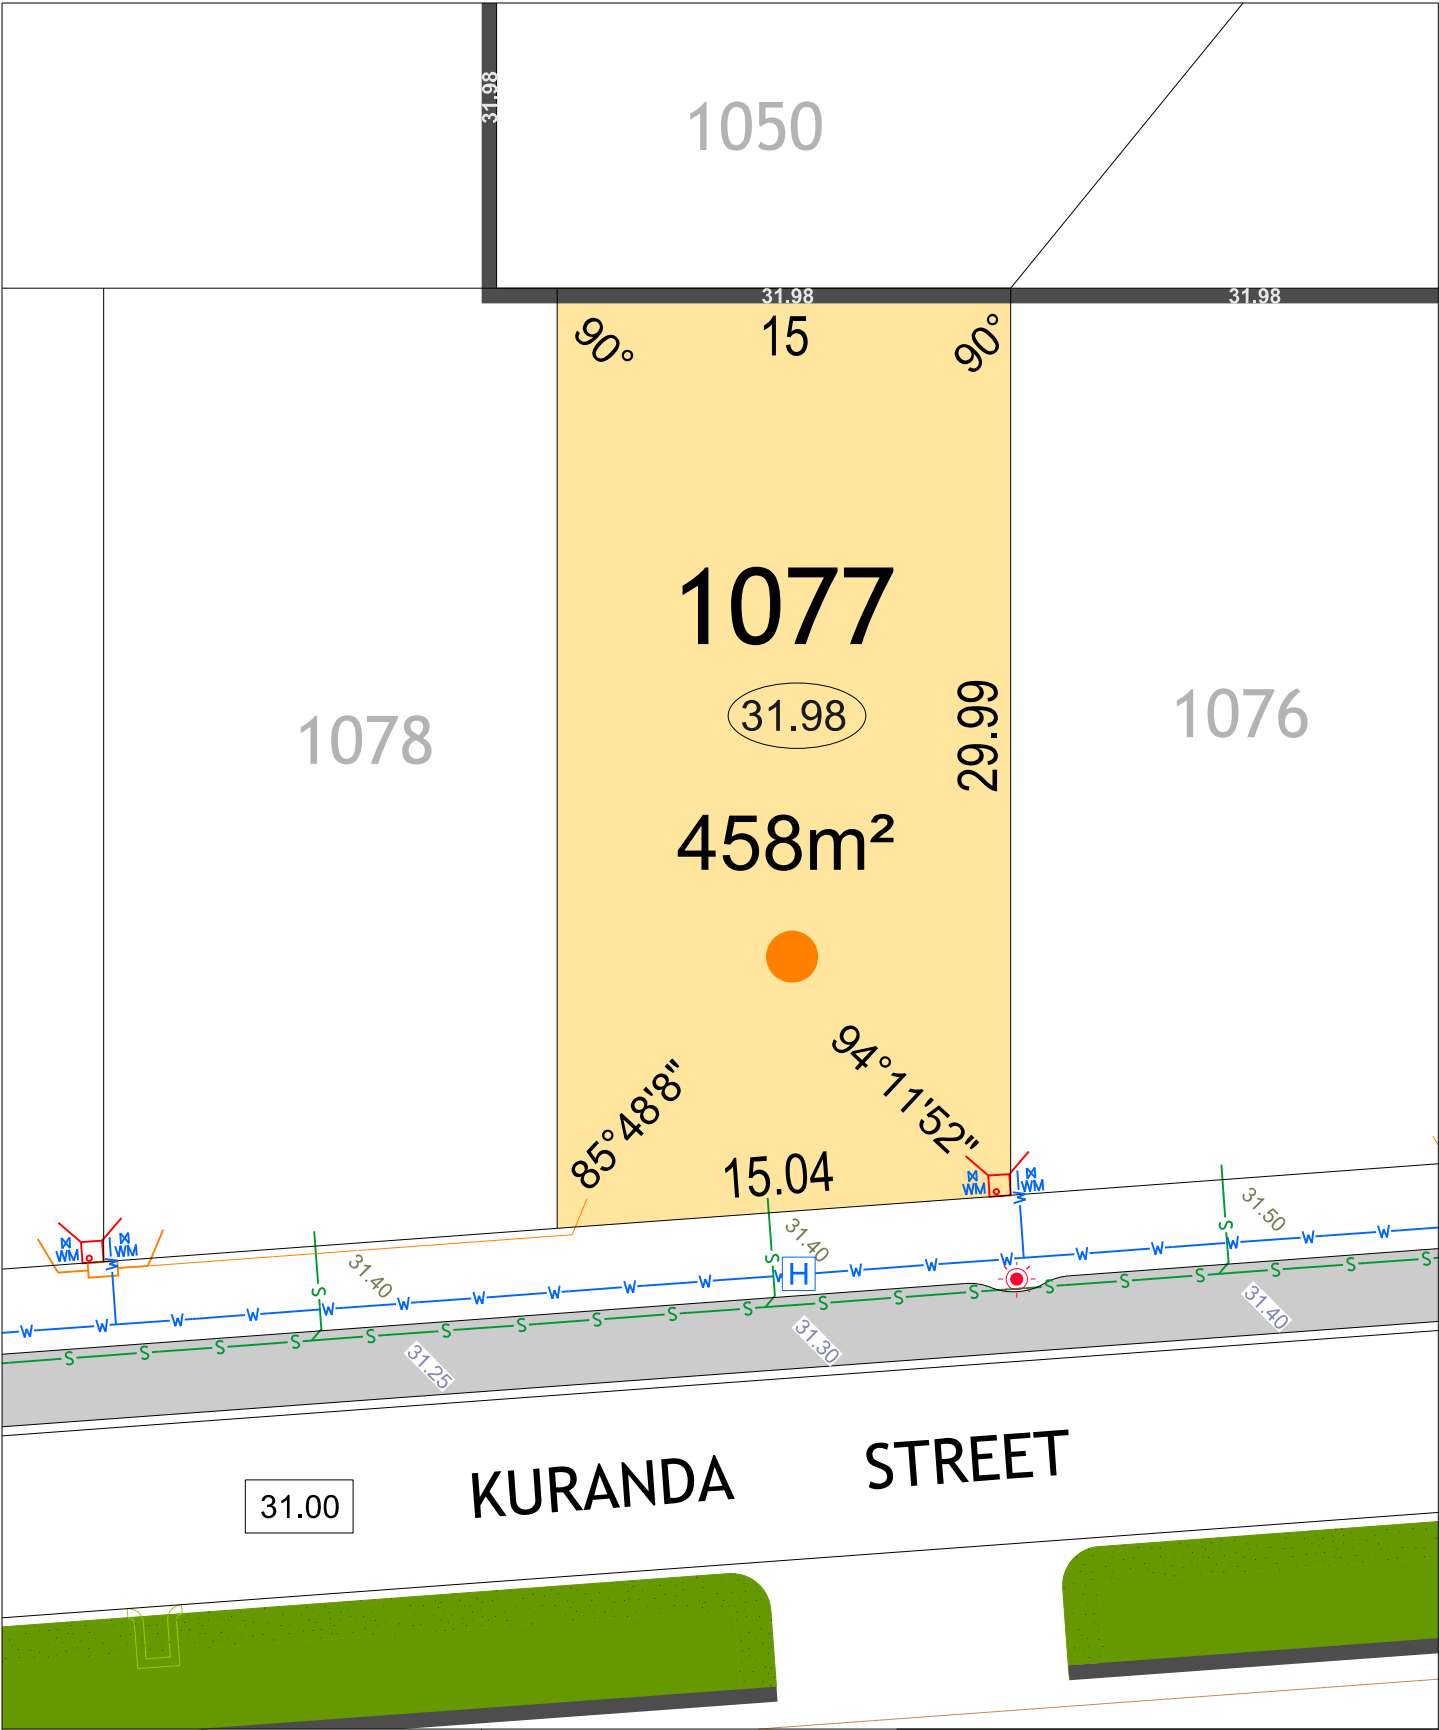 31.98
1050
31.98
31.98
90°
15
90°
1077
31.98
29.99
1078
1076
458m²
85°48'8"
94°11'52"
15.04
WM
WM
W
WM
WM
W
31.40
31.40
31.50
S
S
S
W W W W W W W W W W W H W W W W W W W W
S S S S S S S S S S S S S S S S S S S
31.25
31.30
31.40
KURANDA STREET
31.00